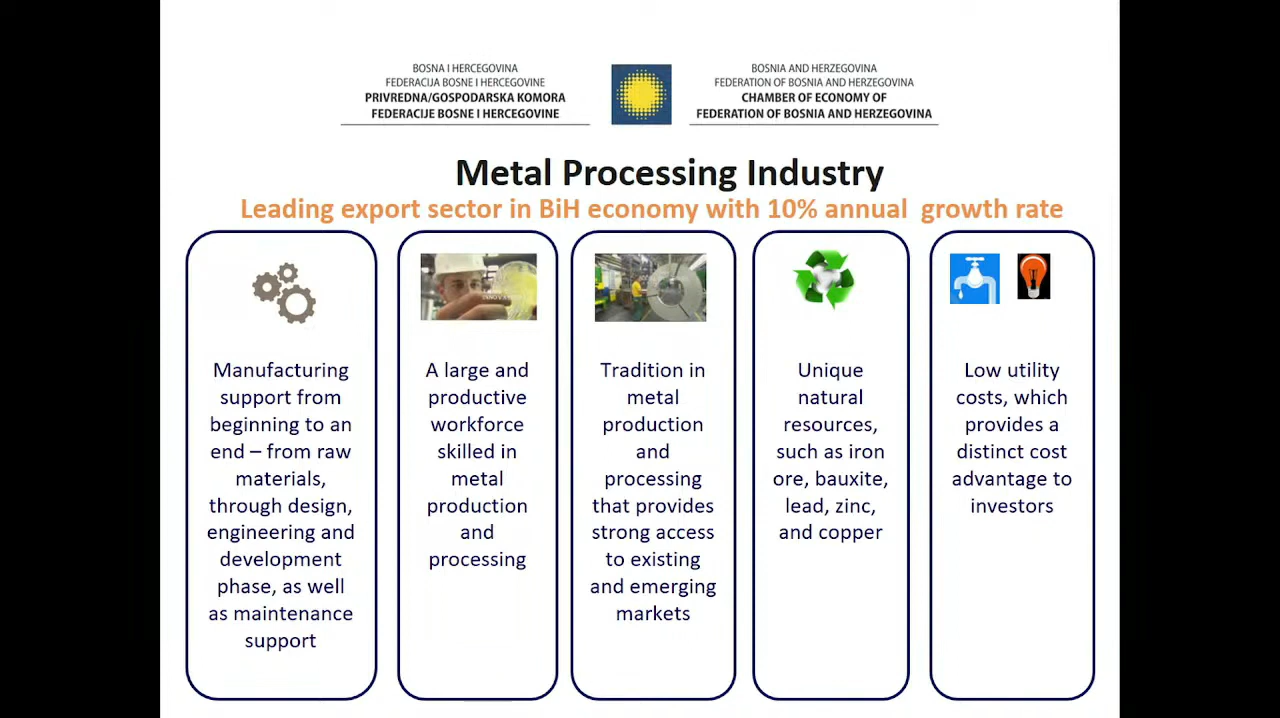 BOSNA I HERCEGOVINA
FEDERACIJA BOSNE I HERCEGOVINE
PRIVREDNA/GOSPODARSKA KOMORA
FEDERACIJE BOSNE I HERCEGOVINE
BOSNIA AND HERZEGOVINA
FEDERATION OF BOSNIA AND HERZEGOVINA
CHAMBER OF ECONOMY OF
FEDERATION OF BOSNIA AND HERZEGOVINA
Metal Processing Industry
Leading export sector in BiH economy with 10% annual growth rate
Manufacturing
support from
beginning to an
end – from raw
materials,
through design,
engineering and
development
phase, as well
as maintenance
support
A large and
productive
workforce
skilled in
metal
production
and
processing
Tradition in
metal
production
and
processing
that provides
strong access
to existing
and emerging
markets
Unique
natural
resources,
such as iron
ore, bauxite,
lead, zinc,
and copper
Low utility
costs, which
provides a
distinct cost
advantage to
investors